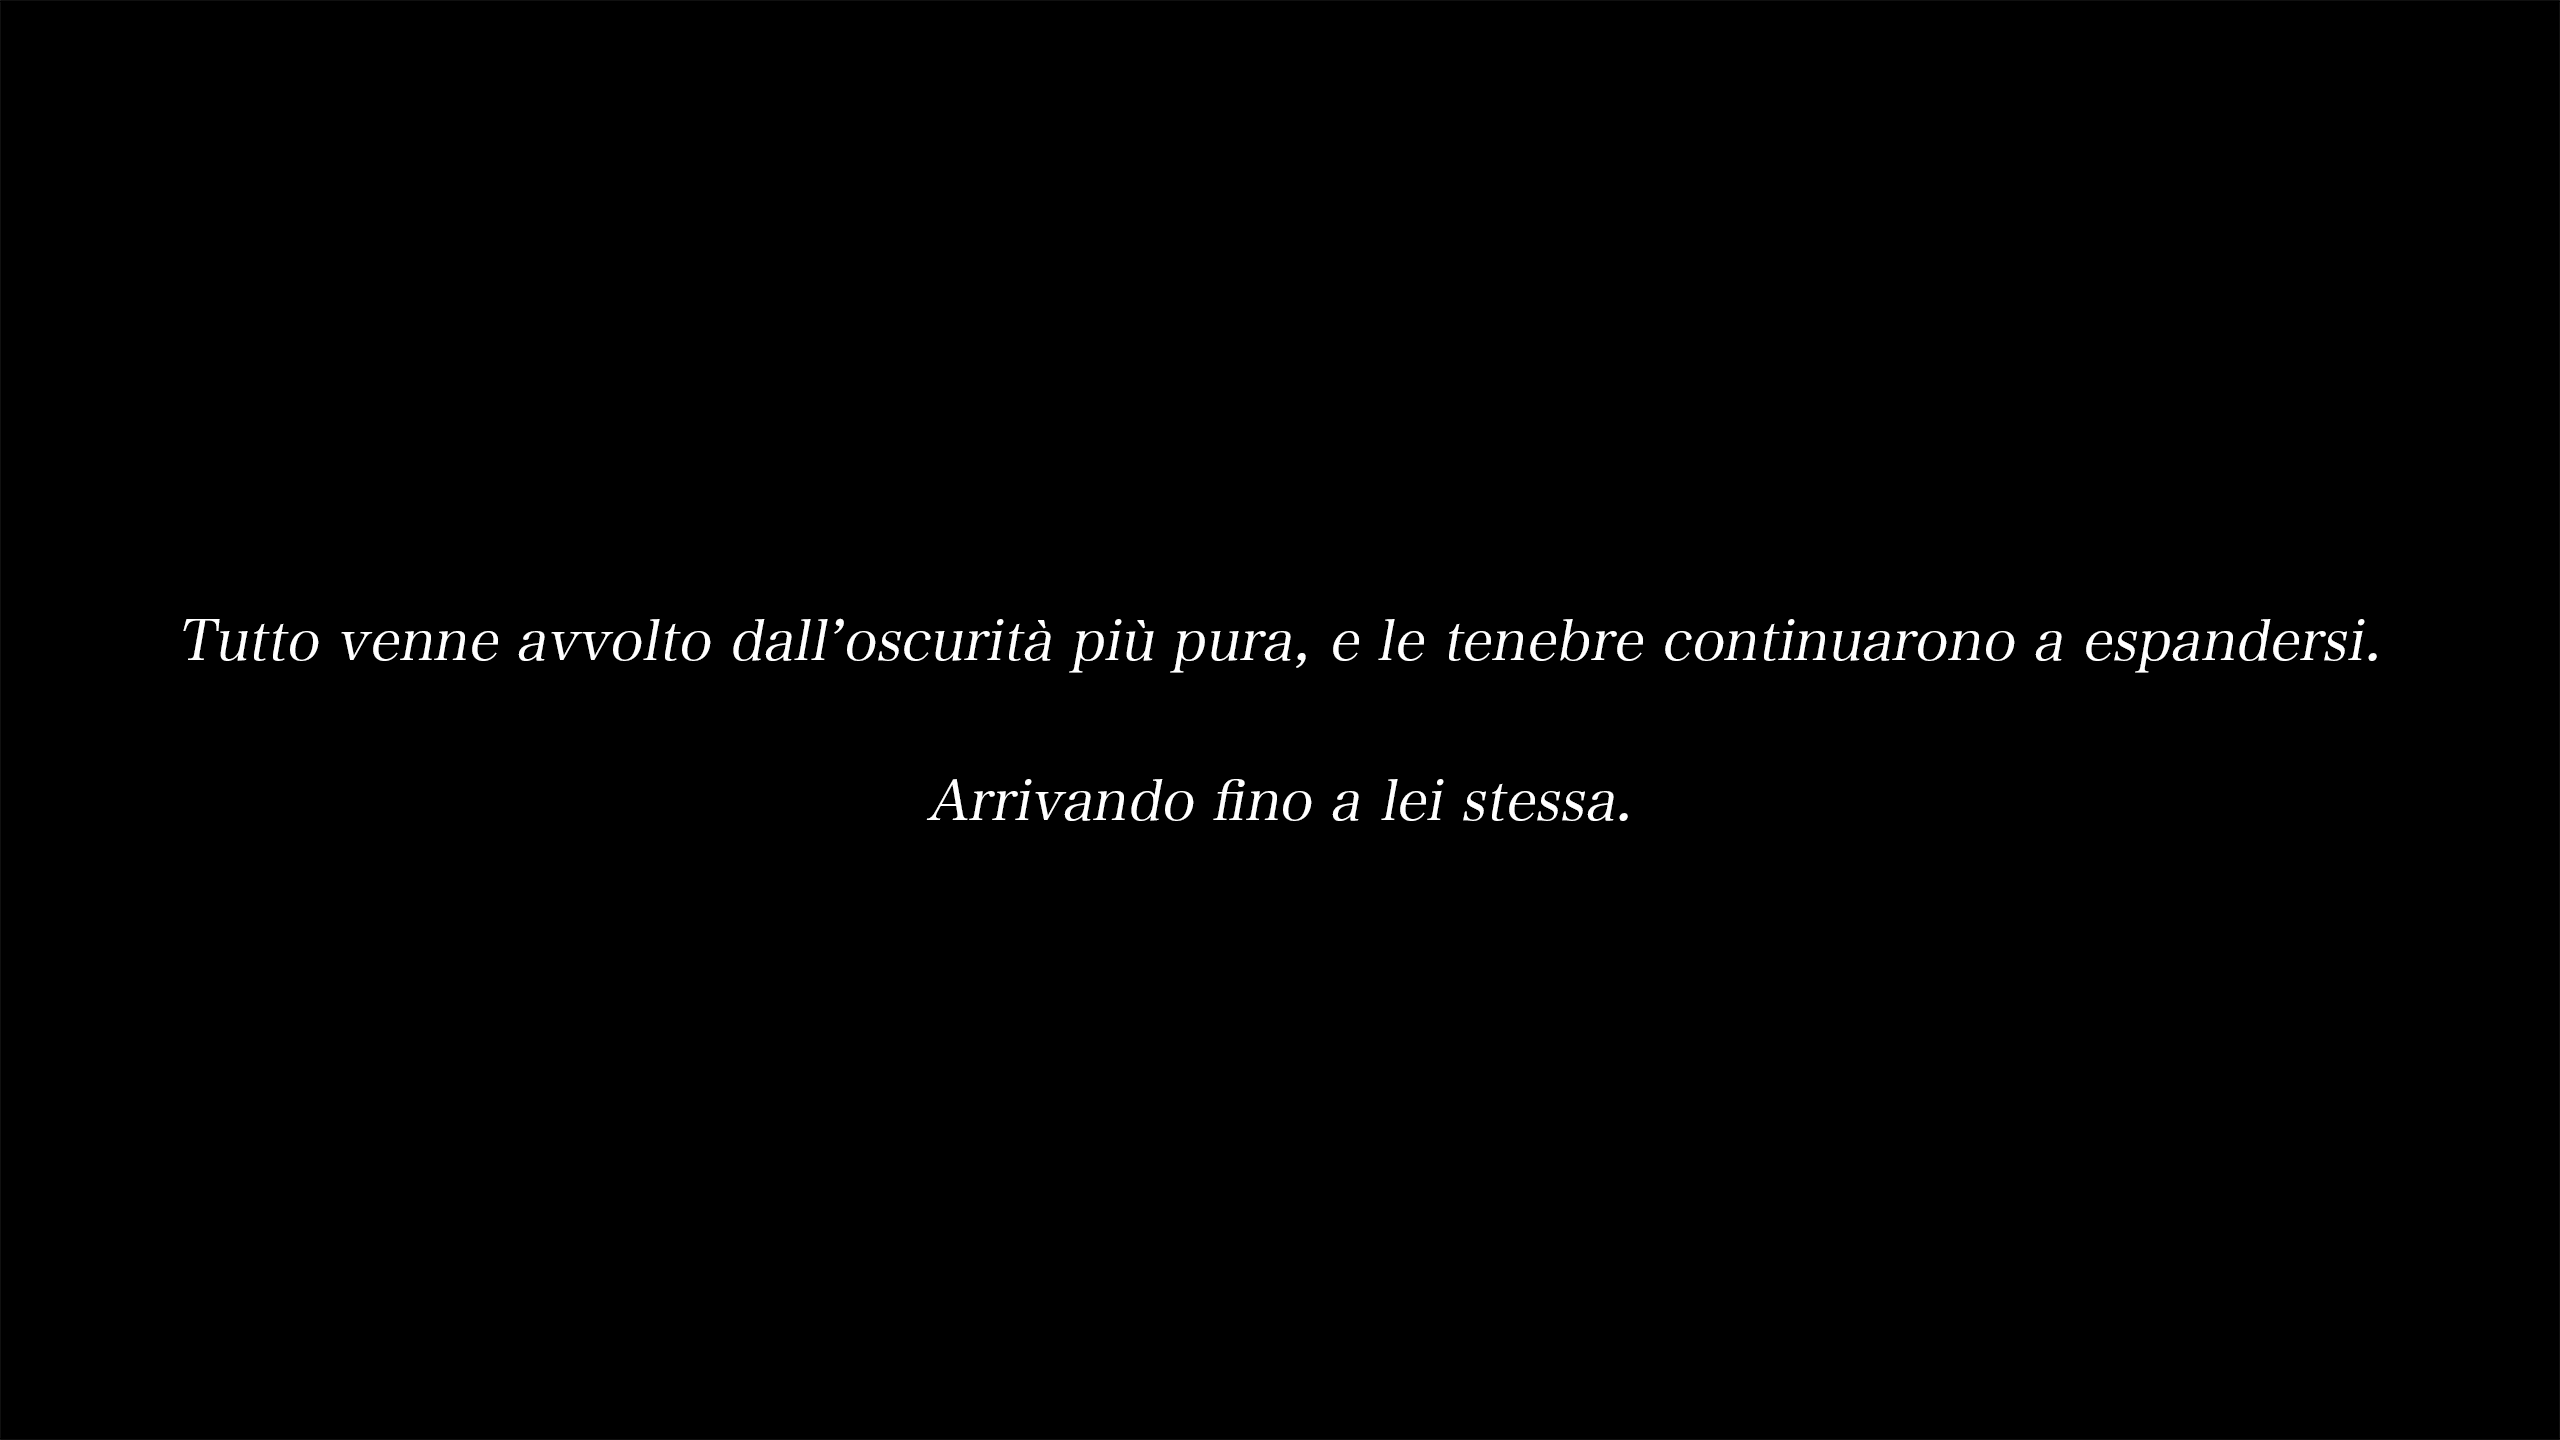 Tutto venne avvolto dall’oscurità più pura, e le tenebre continuarono a espandersi.
Arrivando fino a lei stessa.